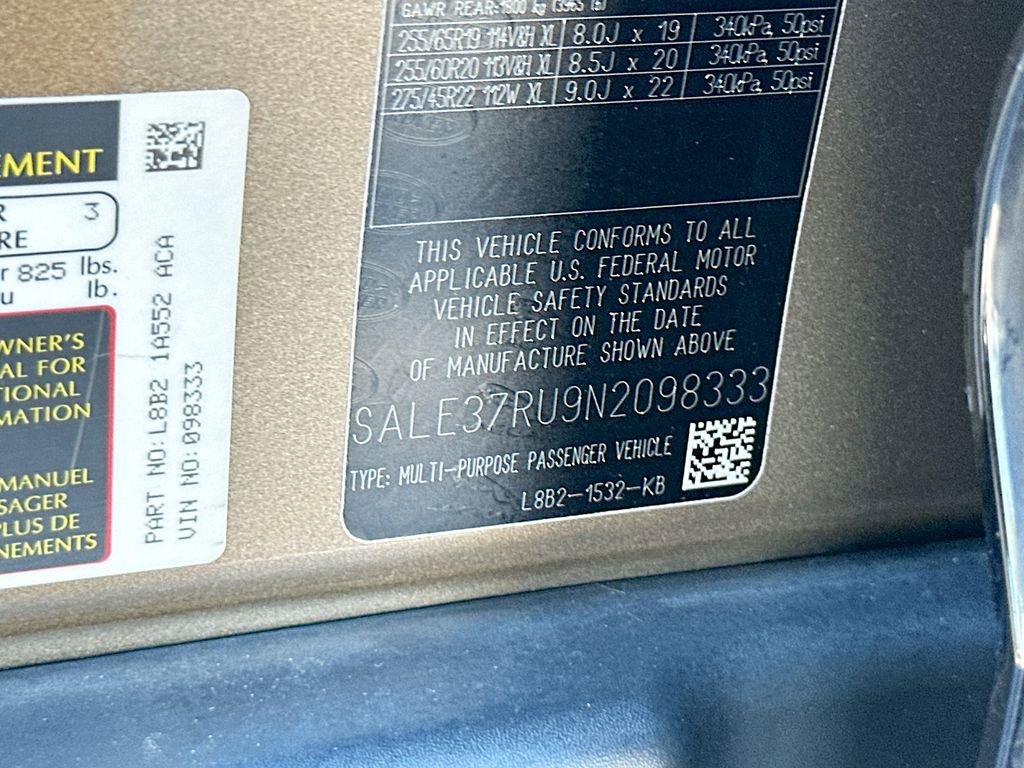 EMENT
R 3
RE
r 825 lbs.
u lb.
WNER'S
AL FOR
TIONAL
MATION
MANUEL
SAGER
PLUS DE
NEMENTS
PART NO: L8B2 1A552 ACA
VIN NO: 098333
GAWR REAR-1800 kg (3965 lb)
255/65R19 114V&H XL 8.0J x 19 340kPa, 50psi
255/60R20 113V&H XL 8.5J x 20 340kPa, 50psi
275/45R22 112W XL 9.0J x 22 340kPa, 50psi
THIS VEHICLE CONFORMS TO ALL
APPLICABLE U.S. FEDERAL MOTOR
VEHICLE SAFETY STANDARDS
IN EFFECT ON THE DATE
OF MANUFACTURE SHOWN ABOVE
SALE37RU9N2098333
TYPE: MULTI-PURPOSE PASSENGER VEHICLE
L8B2-1532-KB